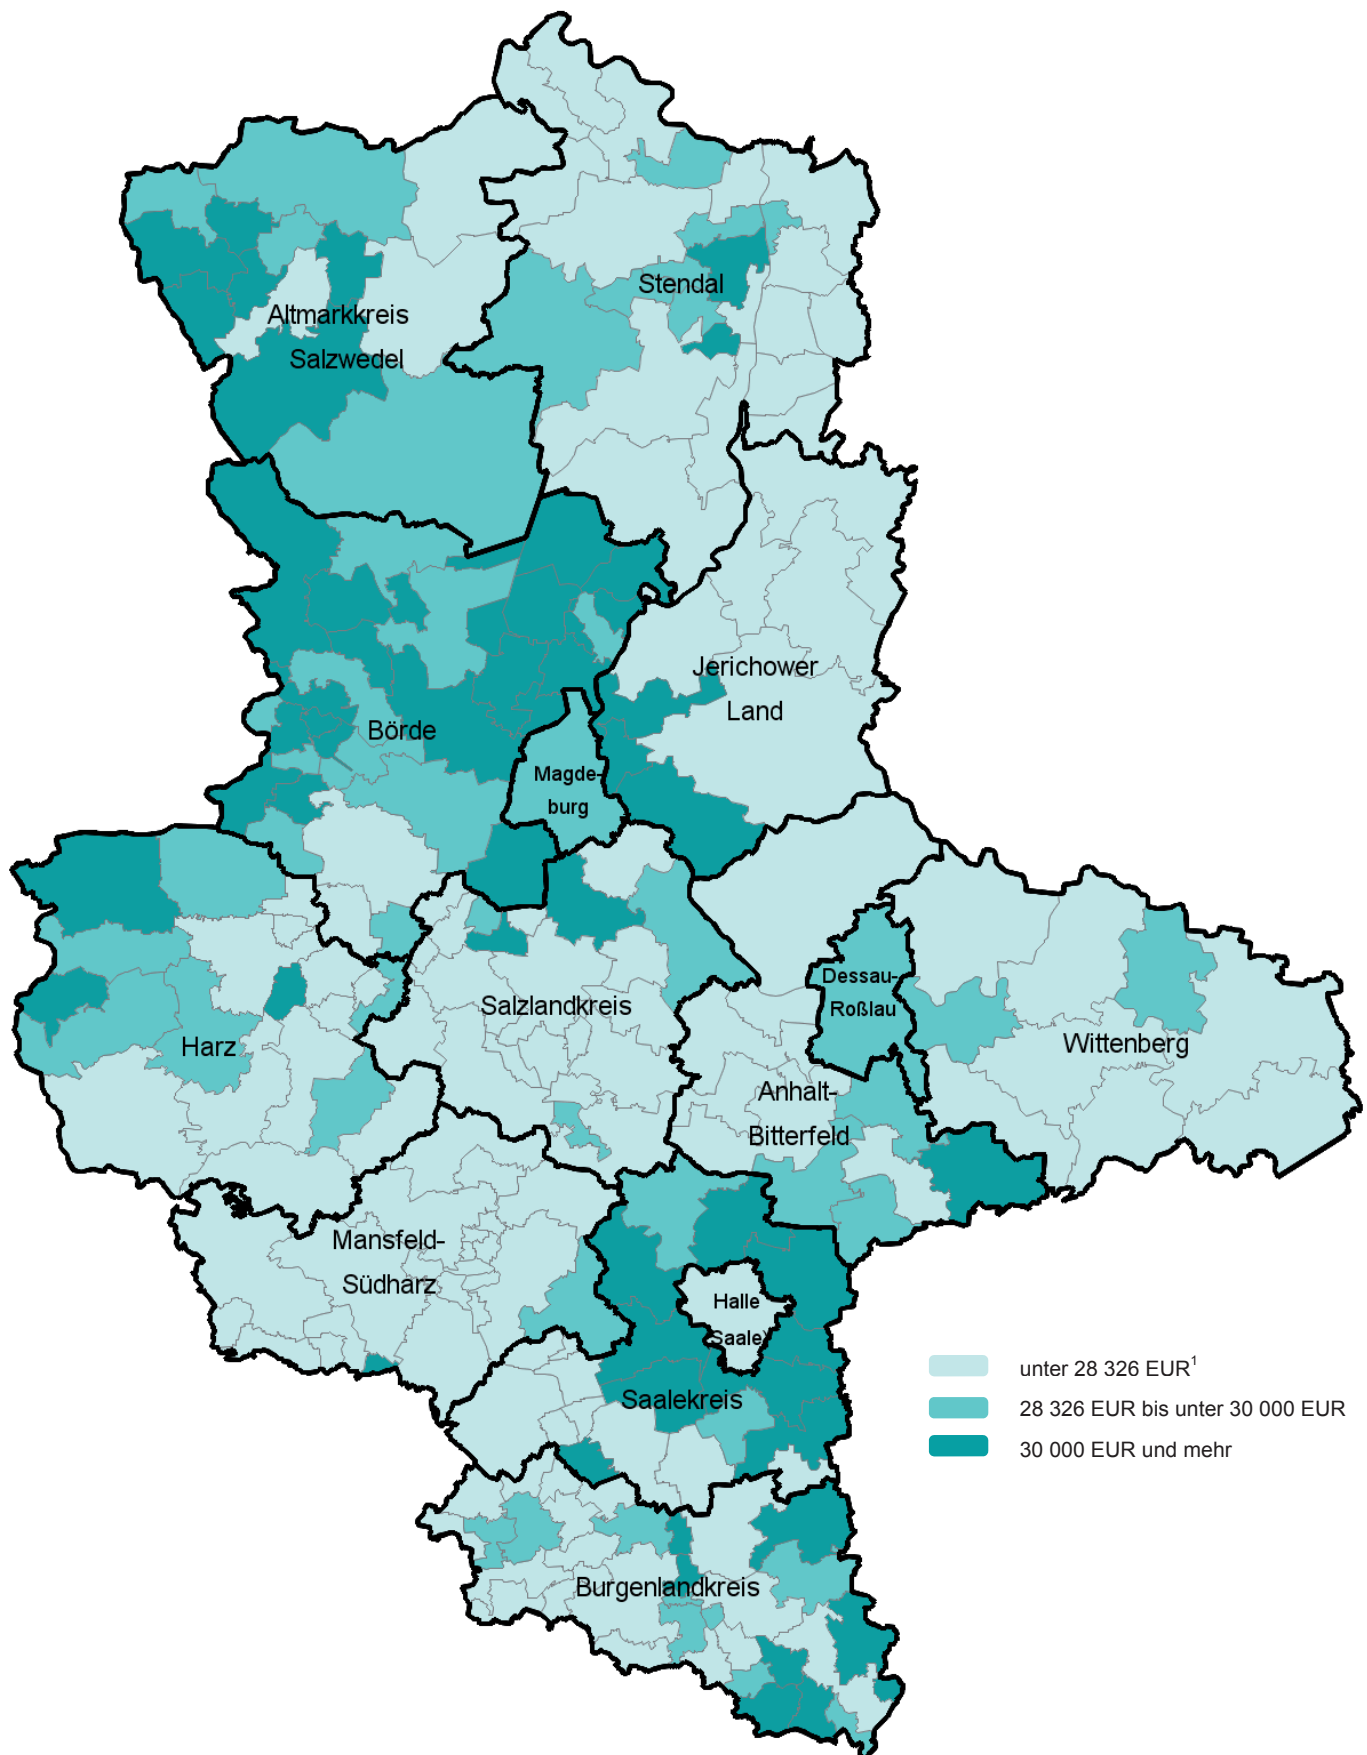 Stendal
Altmarkkreis
Salzwedel
Jerichower
Land
Börde
Magde-
burg
Dessau-
Roßlau
Salzlandkreis
Wittenberg
Harz
Anhalt-
Bitterfeld
Mansfeld-
Südharz
Halle
(Saale)
Saalekreis
Burgenlandkreis
unter 28 326 EUR¹
28 326 EUR bis unter 30 000 EUR
30 000 EUR und mehr